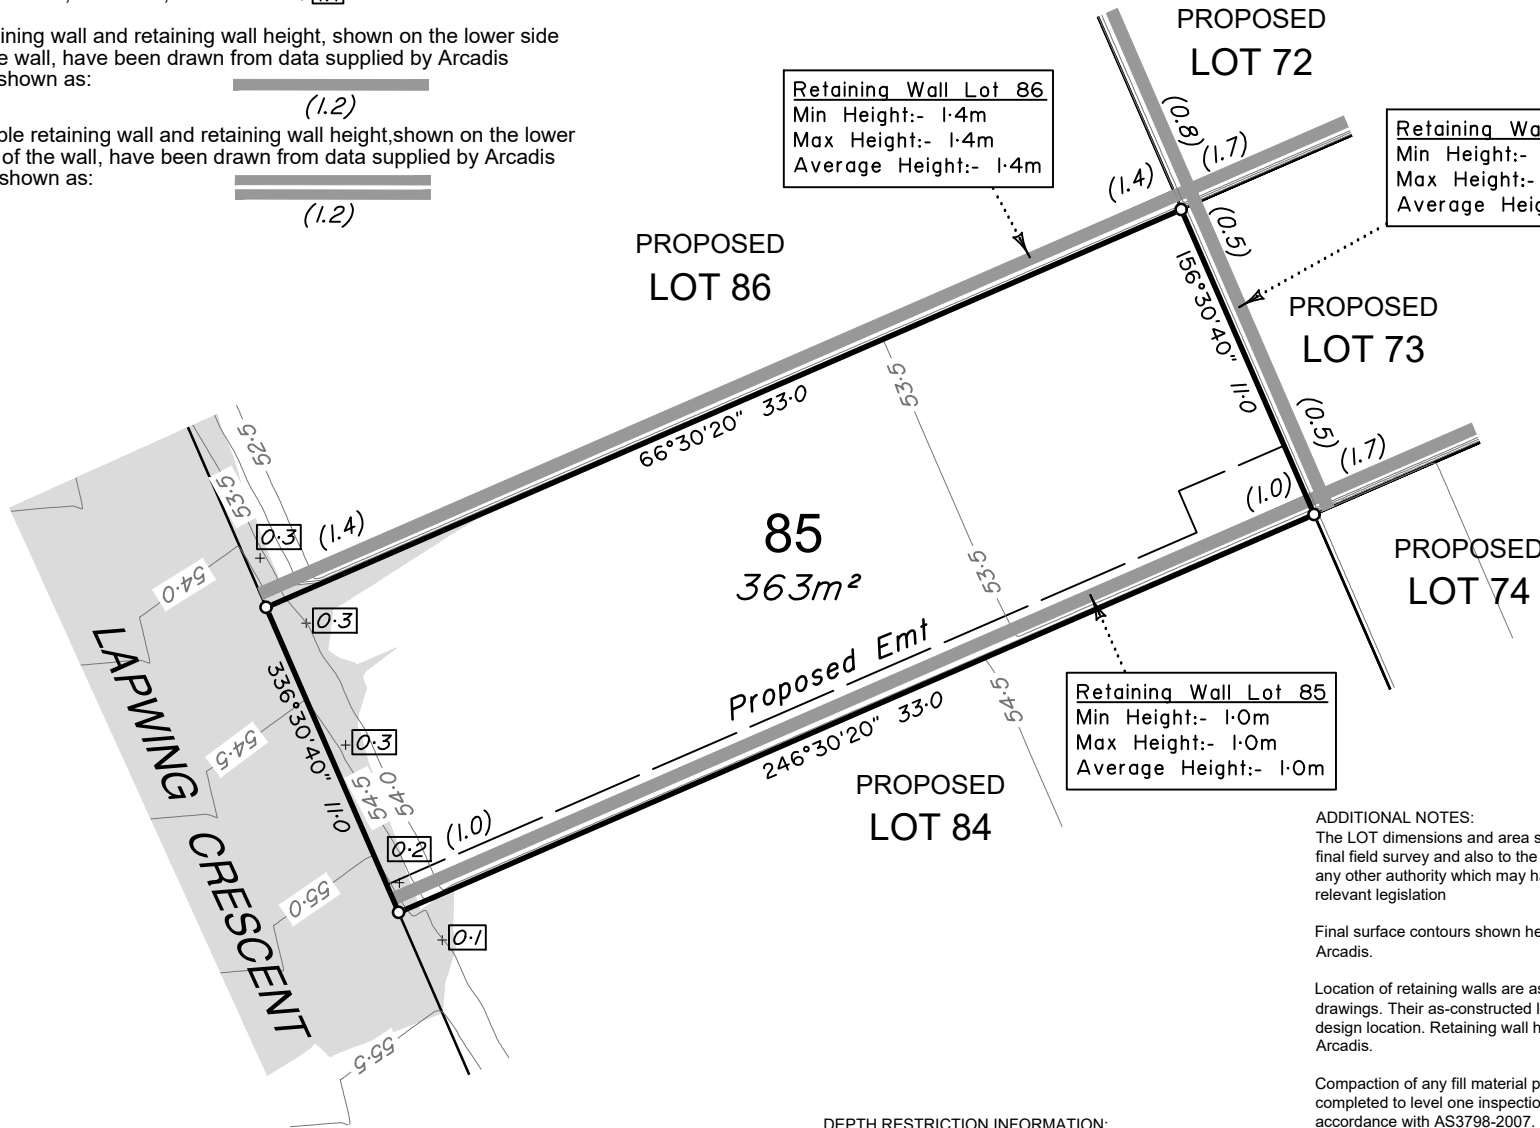 ining wall and retaining wall height, shown on the lower side
e wall, have been drawn from data supplied by Arcadis
shown as:
(1.2)
ple retaining wall and retaining wall height,shown on the lower
of the wall, have been drawn from data supplied by Arcadis
shown as:
(1.2)
PROPOSED
LOT 72
Retaining Wall Lot 86
Min Height:- 1·4m
Max Height:- 1·4m
Average Height:- 1·4m
(0.8)
(1.7)
(1.4)
(0.5)
Retaining Wa
Min Height:-
Max Height:-
Average Heig
PROPOSED
LOT 86
156°30'40" 11·0
PROPOSED
LOT 73
53·5
66°30'20" 33·0
(0.5)
(1.7)
(1.0)
52·5
53·5
0·3
(1.4)
85
363m²
53·5
PROPOSED
LOT 74
54·0
0·3
LAPWING CRESCENT
336°30'40" 11·0
Proposed Emt
54·5
0·3
246°30'20" 33·0
54·5
Retaining Wall Lot 85
Min Height:- 1·0m
Max Height:- 1·0m
Average Height:- 1·0m
54·5
54·0
PROPOSED
LOT 84
(1.0)
0·2
55·0
0·1
55·5
ADDITIONAL NOTES:
The LOT dimensions and area s
final field survey and also to the
any other authority which may ha
relevant legislation
Final surface contours shown he
Arcadis.
Location of retaining walls are as
drawings. Their as-constructed l
design location. Retaining wall h
Arcadis.
Compaction of any fill material p
completed to level one inspectio
accordance with AS3798-2007.
DEPTH RESTRICTION INFORMATION: